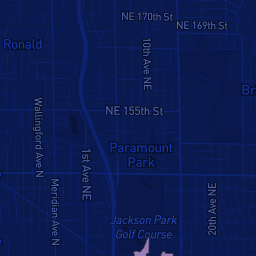 NE 170th St
NE 169th St
Ronald
10th Ave NE
Br
NE 155th St
Wallingford Ave N
1st Ave NE
Paramount
Park
Meridian Ave N
20th Ave NE
Jackson Park
Golf Course
e